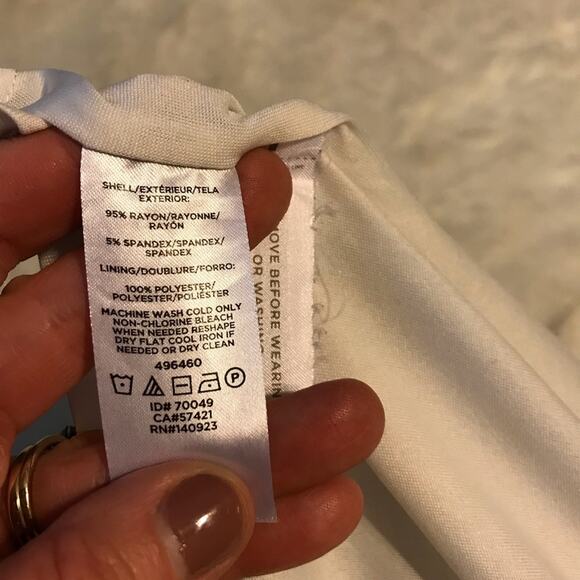 SHELL/EXTÉRIEUR/TELA
EXTERIOR:
95% RAYON/RAYONNE/
RAYÓN
5% SPANDEX/SPANDEX/
SPANDEX
LINING/DOUBLURE/FORRO:
100% POLYESTER/
POLYESTER/POLIÉSTER
MACHINE WASH COLD ONLY
NON-CHLORINE BLEACH
WHEN NEEDED RESHAPE
DRY FLAT COOL IRON IF
NEEDED OR DRY CLEAN
496460
P
ID# 70049
CA#57421
RN#140923
BEFORE WEARIN
OR WASHING